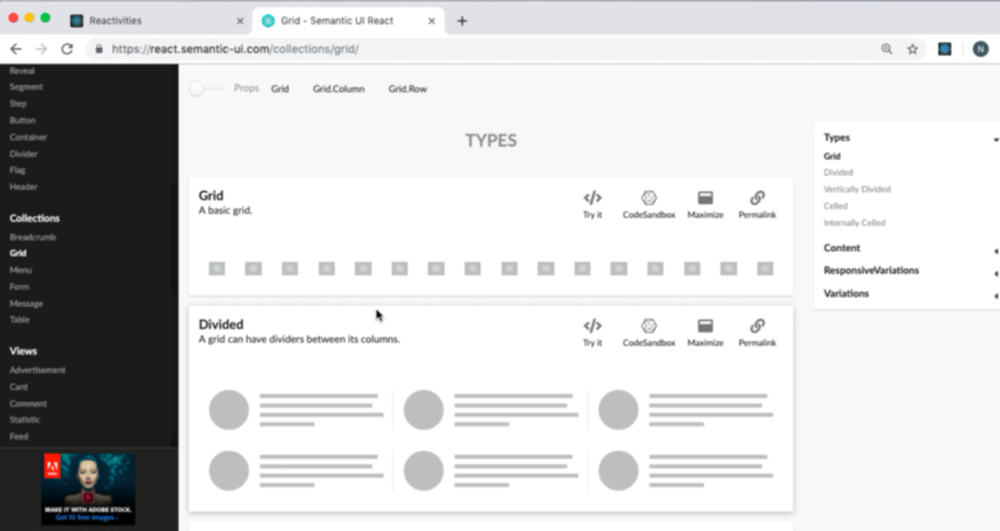 Reactivities
Grid - Semantic UI React
https://react.semantic-ui.com/collections/grid/
N
Reveal
Segment
Step
Button
Container
Divider
Flag
Header
Collections
Breadcrumb
Grid
Menu
Form
Message
Table
Views
Advertisement
Card
Comment
Statistic
Feed
MAKE IT WITH ADOBE STOCK.
Get 10 free images ›
Props Grid Grid.Column Grid.Row
TYPES
Grid
A basic grid.
Try it CodeSandbox Maximize Permalink
Divided
A grid can have dividers between its columns.
Try it CodeSandbox Maximize Permalink
Types
Grid
Divided
Vertically Divided
Celled
Internally Celled
Content
ResponsiveVariations
Variations